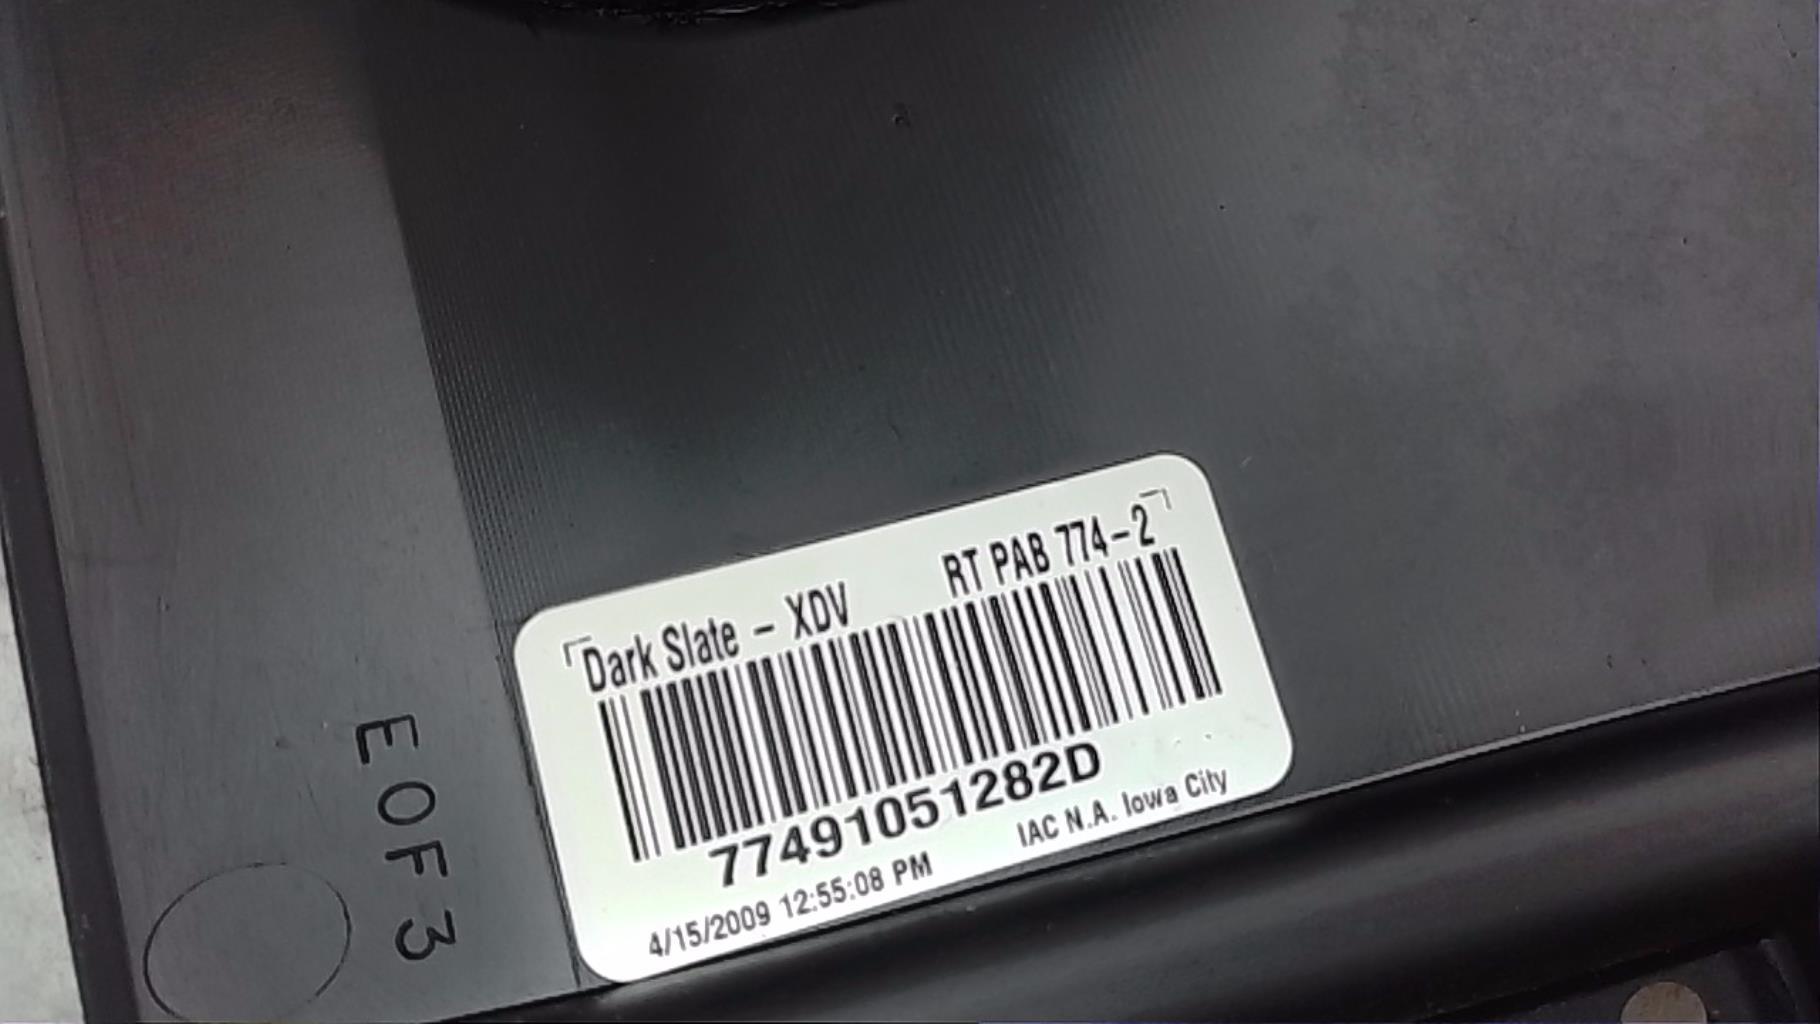 Dark Slate - XDV RT PAB 774-2
77491051282D
4/15/2009 12:55:08 PM IAC N.A. Iowa City
EOF3